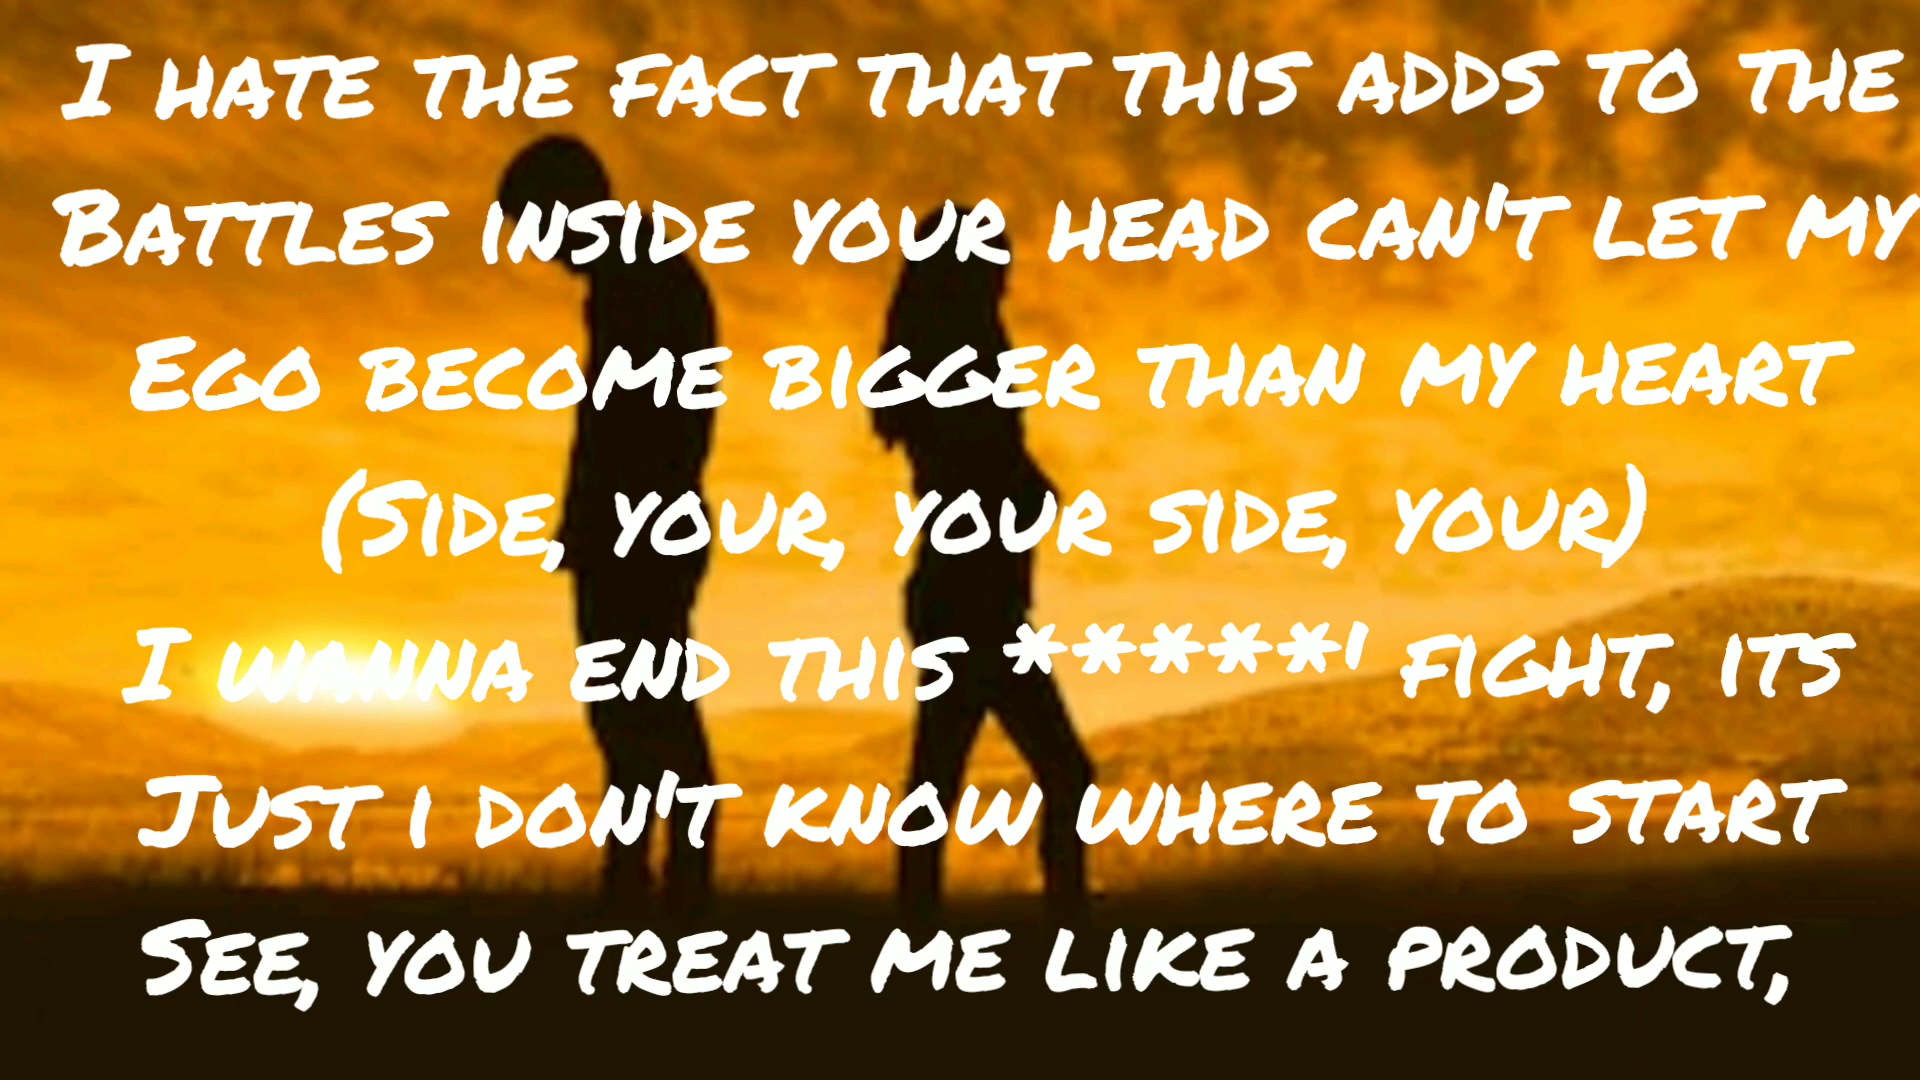 I hate the fact that this adds to the
Battles inside your head can't let my
Ego become bigger than my heart
(Side, your, your side, your)
I wanna end this *****' fight, its
Just i don't know where to start
See, you treat me like a product,